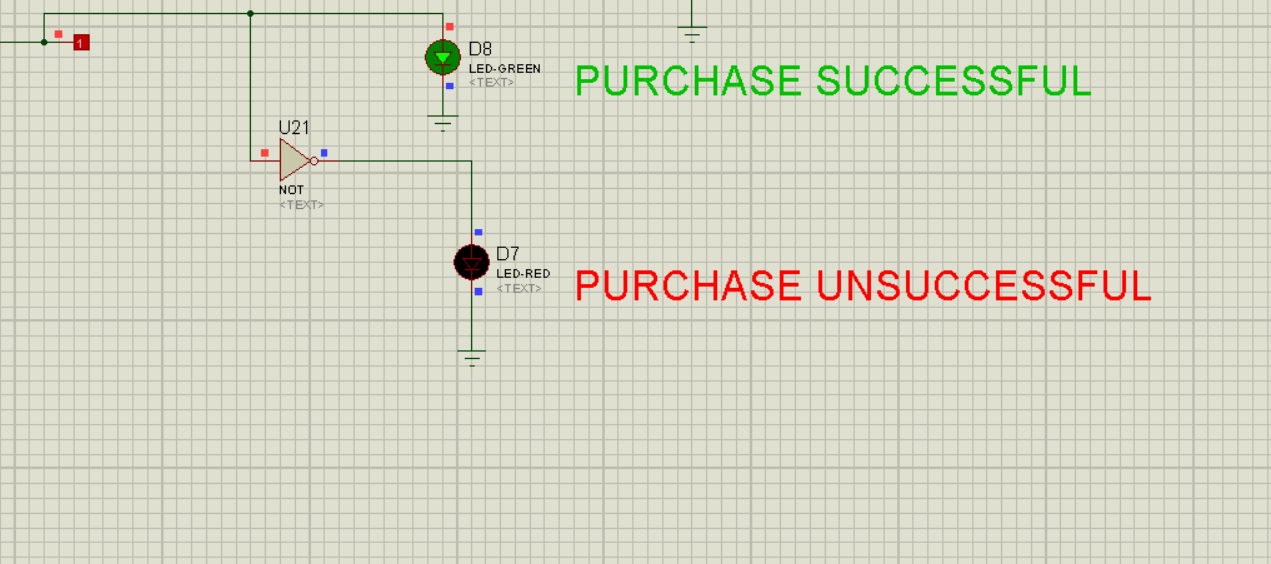 1
D8
LED-GREEN
<TEXT>
PURCHASE SUCCESSFUL
U21
NOT
<TEXT>
D7
LED-RED
<TEXT>
PURCHASE UNSUCCESSFUL